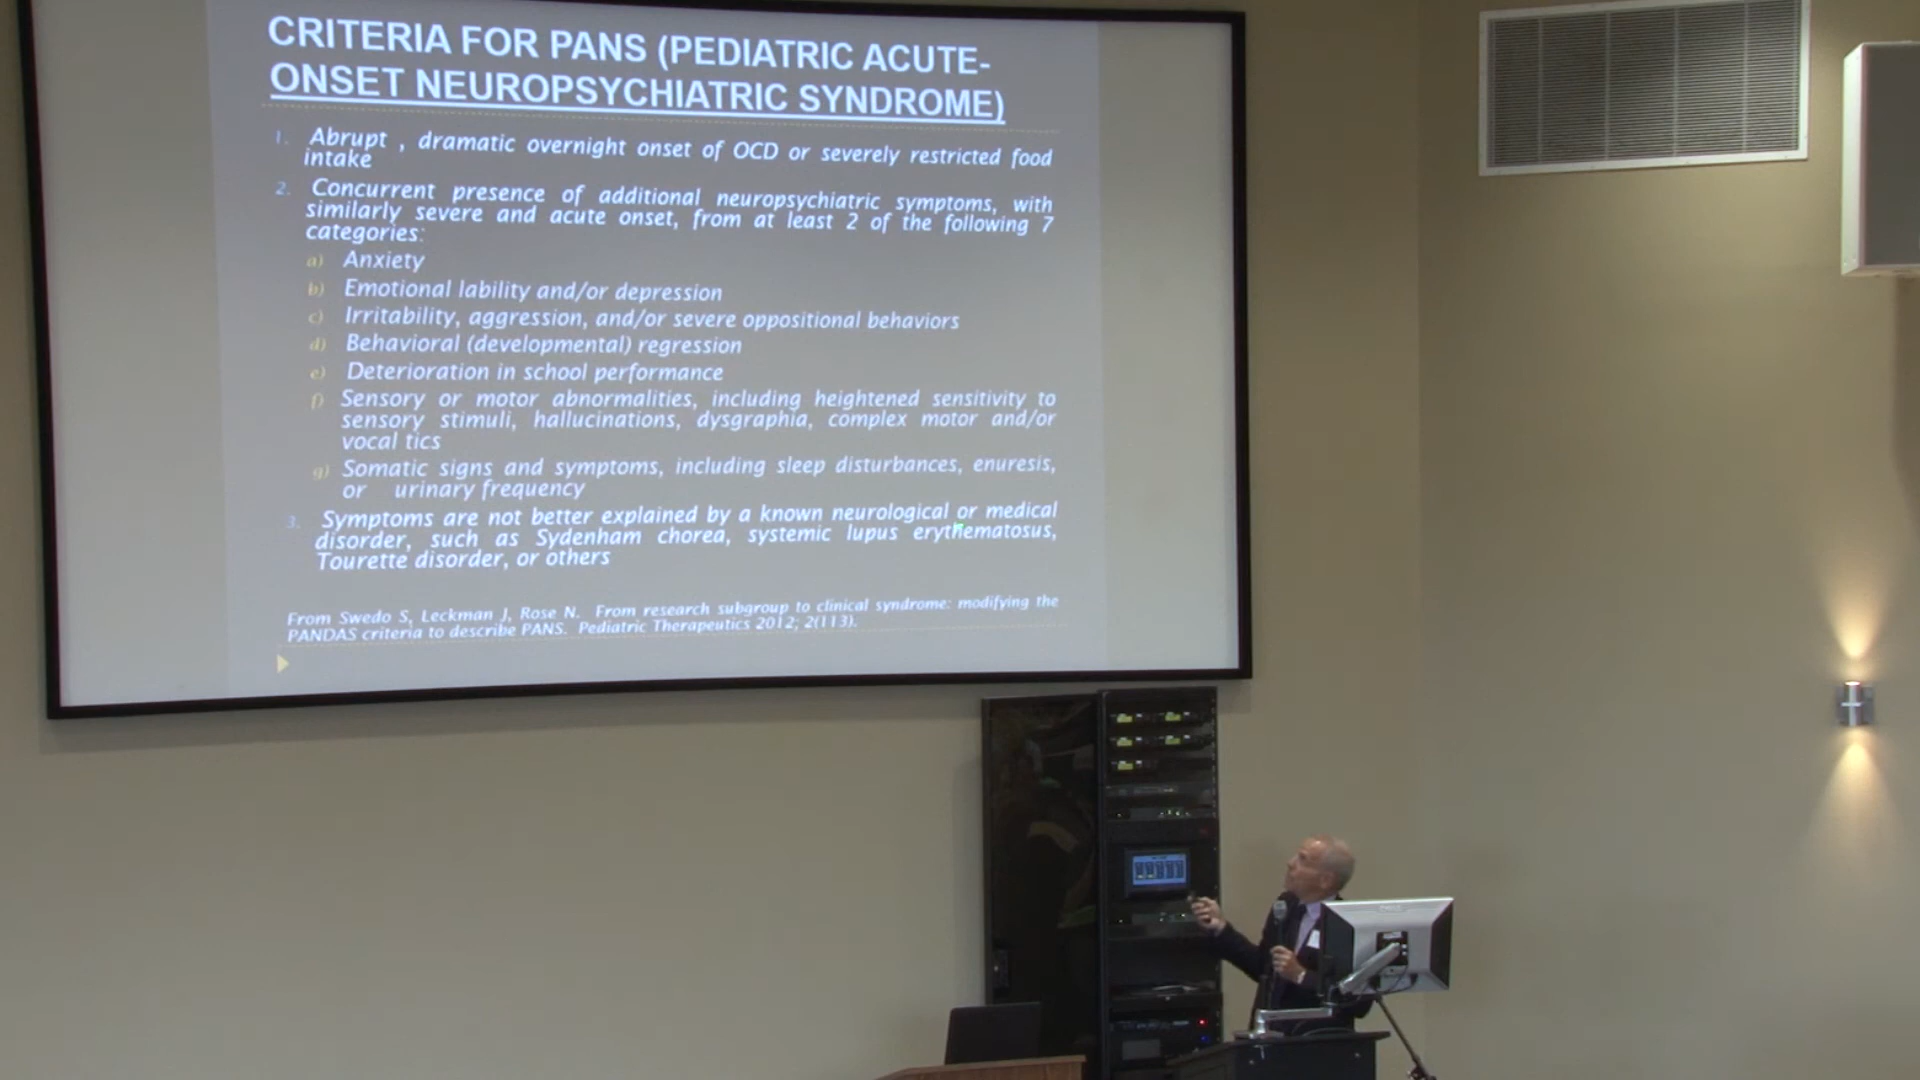 CRITERIA FOR PANS (PEDIATRIC ACUTE-
ONSET NEUROPSYCHIATRIC SYNDROME)
1. Abrupt , dramatic overnight onset of OCD or severely restricted food
intake
2. Concurrent presence of additional neuropsychiatric symptoms, with
similarly severe and acute onset, from at least 2 of the following 7
categories:
a) Anxiety
b) Emotional lability and/or depression
c) Irritability, aggression, and/or severe oppositional behaviors
d) Behavioral (developmental) regression
e) Deterioration in school performance
f) Sensory or motor abnormalities, including heightened sensitivity to
sensory stimuli, hallucinations, dysgraphia, complex motor and/or
vocal tics
g) Somatic signs and symptoms, including sleep disturbances, enuresis,
or urinary frequency
3. Symptoms are not better explained by a known neurological or medical
disorder, such as Sydenham chorea, systemic lupus erythematosus,
Tourette disorder, or others
From Swedo S, Leckman J, Rose N. From research subgroup to clinical syndrome: modifying the
PANDAS criteria to describe PANS. Pediatric Therapeutics 2012; 2(113).